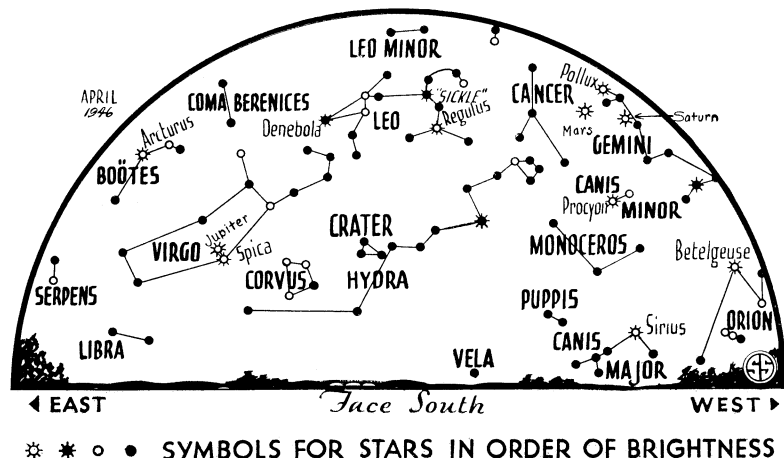 LEO MINOR
APRIL
1946
COMA BERENICES
"SICKLE"
CANCER
Pollux
Saturn
Mars
Denebola
LEO
Regulus
GEMINI
Arcturus
BOÖTES
CANIS
MINOR
Procyon
VIRGO
Jupiter
Spica
CRATER
MONOCEROS
Betelgeuse
CORVUS
HYDRA
SERPENS
PUPPIS
ORION
LIBRA
CANIS
MAJOR
Sirius
VELA
SS
EAST
Face South
WEST
SYMBOLS FOR STARS IN ORDER OF BRIGHTNESS